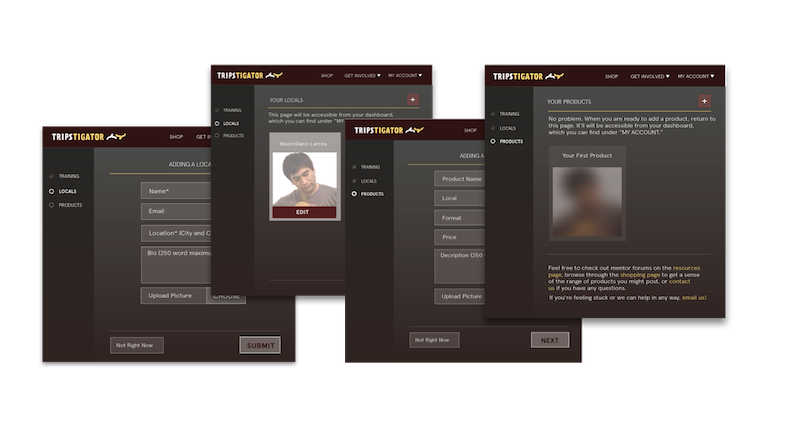 TRIPSTIGATOR
SHOP
GET IN
TRAINING
LOCALS
PRODUCTS
ADDING A LOCA
Name*
Email
Location* (City and C
Bio (250 word maximu
Upload Picture
CHOOSE
Not Right Now
SUBMIT
TRIPSTIGATOR
SHOP
GET INVOLVED ▼
MY ACCOUNT ▼
TRAINING
LOCALS
PRODUCTS
YOUR LOCALS
+
This page will be accessible from your dashboard,
which you can find under "MY
Maximiliano Larrea
EDIT
TRIPSTIGATOR
SHOP
TRAINING
LOCALS
PRODUCTS
ADDING A
Product Name
Local
Format
Price
Decription (250
Upload Picture
Not Right Now
NEXT
TRIPSTIGATOR
SHOP
GET INVOLVED ▼
MY ACCOUNT ▼
TRAINING
LOCALS
PRODUCTS
YOUR PRODUCTS
+
No problem. When you are ready to add a product, return to
this page. It'll be accessible from your dashboard,
which you can find under "MY ACCOUNT."
Your First Product
Feel free to check out mentor forums on the resources
page, browse through the shopping page to get a sense
of the range of products you might post, or contact
us if you have any questions.
If you're feeling stuck or we can help in any way, email us!